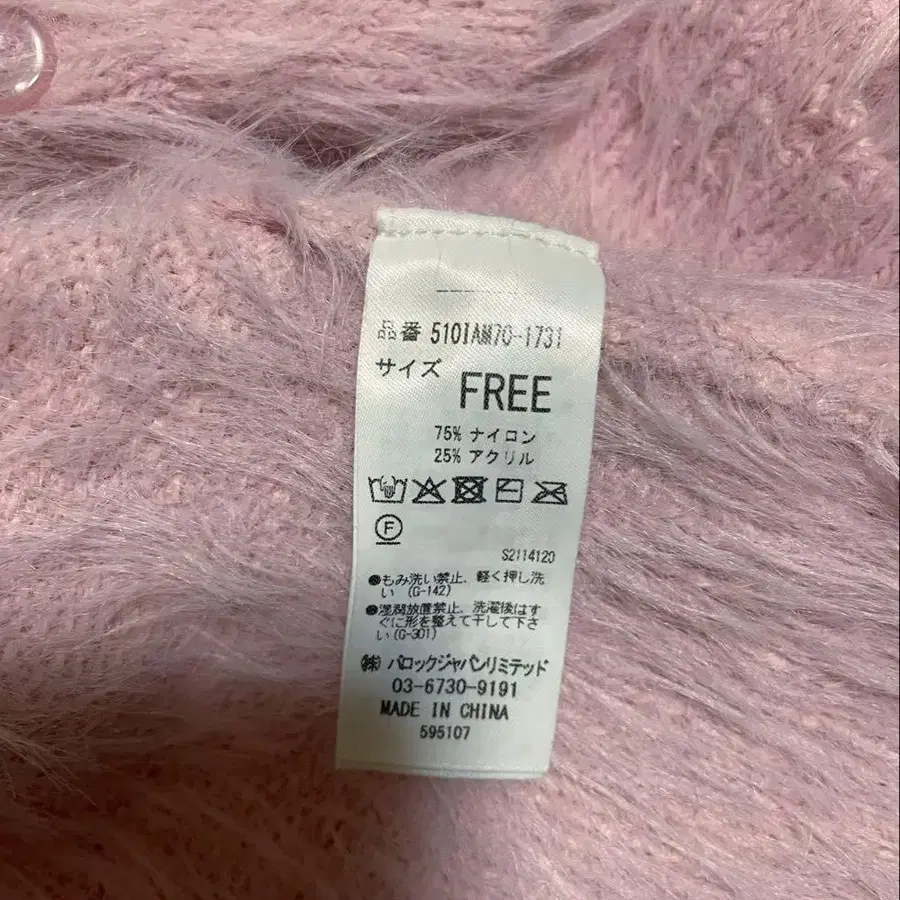 品番 510IAM70-1731
サイズ
FREE
75% ナイロン
25% アクリル
F
S2114120
●もみ洗い禁止、軽く押し洗
い(G-142)
●湿潤放置禁止、洗濯後はす
ぐに形を整えて干して下さ
い(G-301)
㈱ バロックジャパンリミテッド
03-6730-9191
MADE IN CHINA
595107